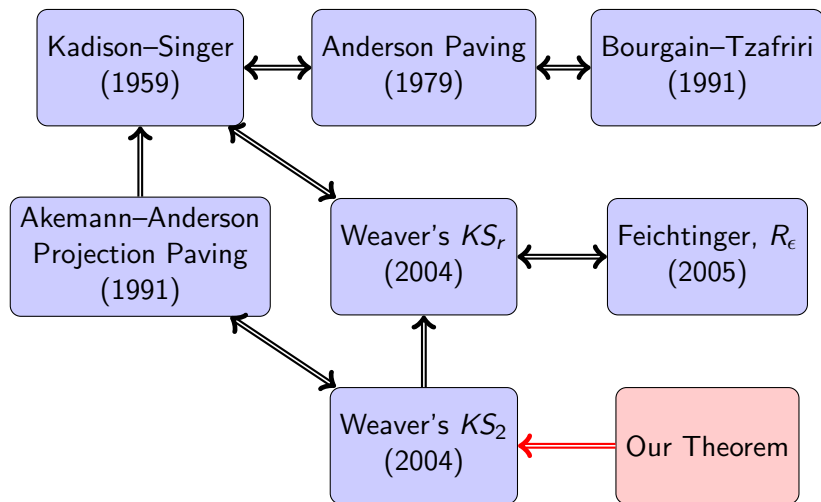 Kadison–Singer
(1959)
Anderson Paving
(1979)
Bourgain–Tzafriri
(1991)
Akemann–Anderson
Projection Paving
(1991)
Weaver's KS_r
(2004)
Feichtinger, R_ϵ
(2005)
Weaver's KS_2
(2004)
Our Theorem